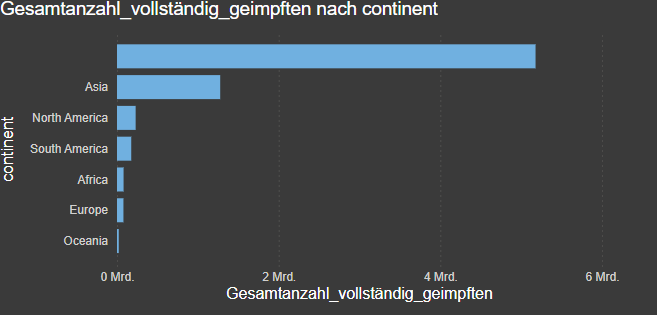 Gesamtanzahl_vollständig_geimpften nach continent
continent
Asia
North America
South America
Africa
Europe
Oceania
0 Mrd. 2 Mrd. 4 Mrd. 6 Mrd.
Gesamtanzahl_vollständig_geimpften